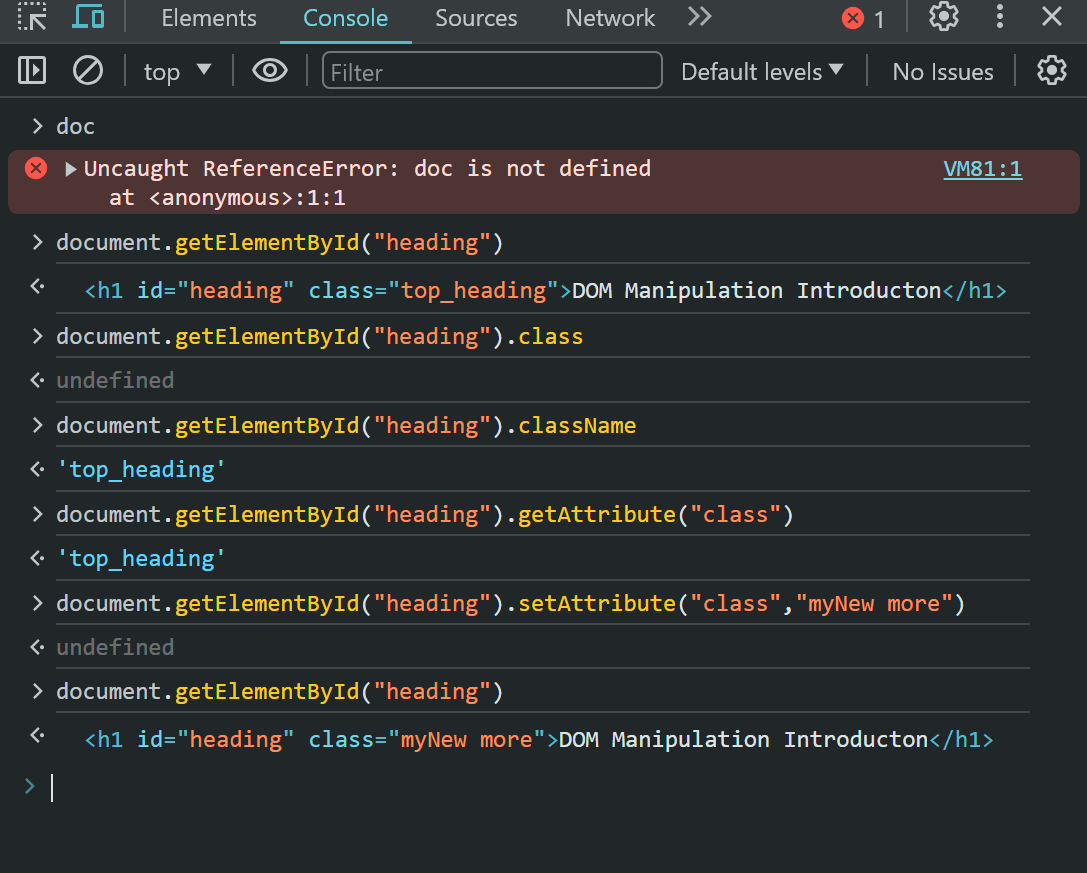 Elements Console Sources Network 1
top Filter Default levels No Issues
doc
Uncaught ReferenceError: doc is not defined VM81:1
at <anonymous>:1:1
document.getElementById("heading")
<h1 id="heading" class="top_heading">DOM Manipulation Introducton</h1>
document.getElementById("heading").class
undefined
document.getElementById("heading").className
'top_heading'
document.getElementById("heading").getAttribute("class")
'top_heading'
document.getElementById("heading").setAttribute("class","myNew more")
undefined
document.getElementById("heading")
<h1 id="heading" class="myNew more">DOM Manipulation Introducton</h1>